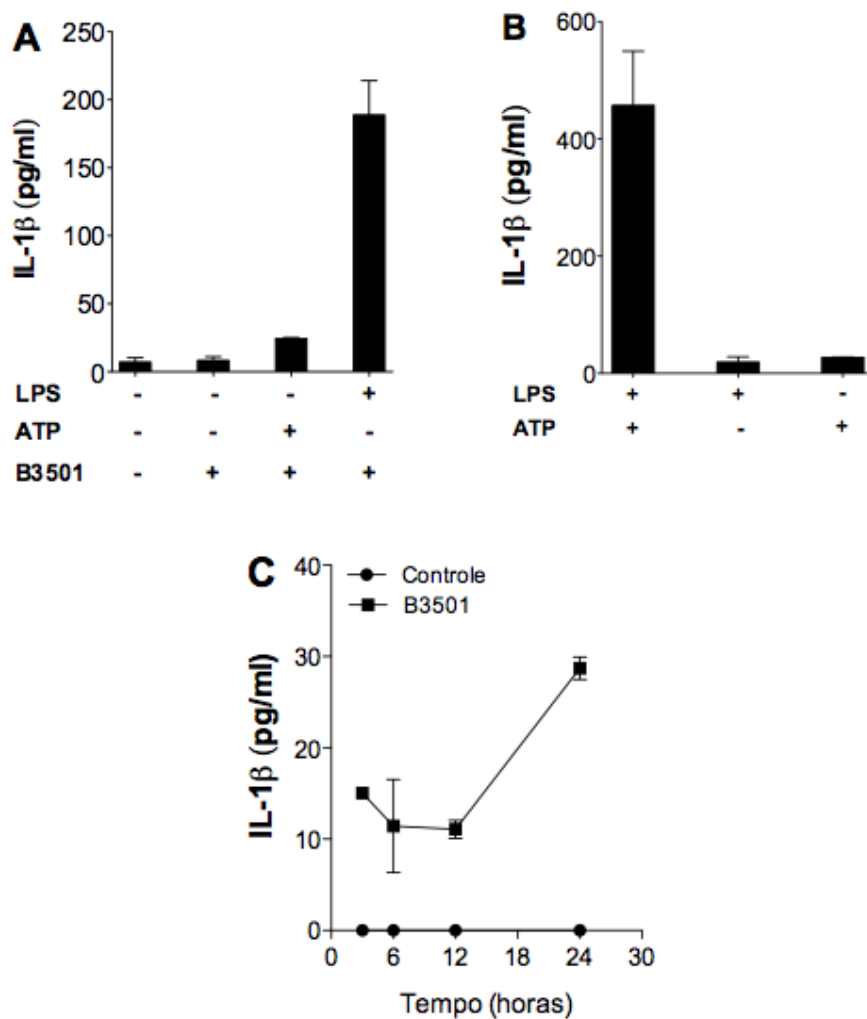 A
IL-1β (pg/ml)
250
200
150
100
50
0
LPS - - - +
ATP - - + -
B3501 - + + +
B
IL-1β (pg/ml)
600
400
200
0
LPS + + -
ATP + - +
C
Controle
B3501
IL-1β (pg/ml)
40
30
20
10
0
0 6 12 18 24 30
Tempo (horas)